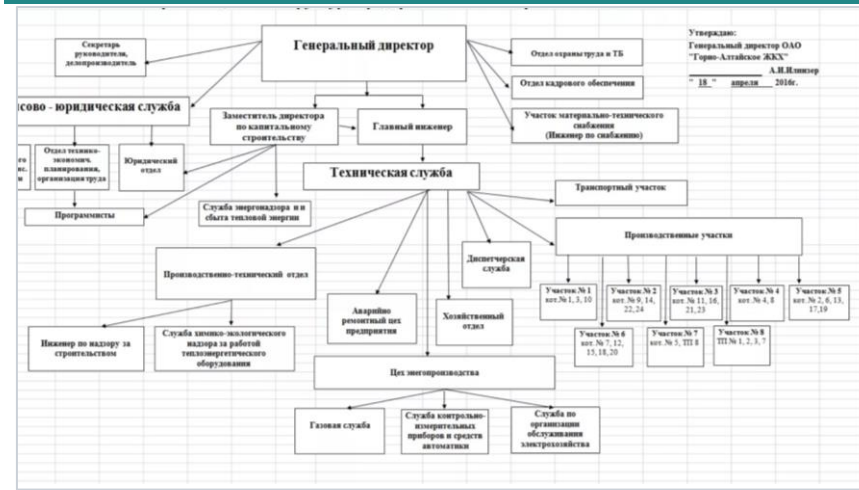 Генеральный директор
Секретарь
руководителя,
делопроизводитель
Отдел охраны труда и ТБ
Отдел кадрового обеспечения
Участок материально-технического
снабжения
(Инженер по снабжению)
Утверждаю:
Генеральный директор ОАО
"Горно-Алтайское ЖКХ"
" 18 " апреля 2016г.
сово - юридическая служба
Заместитель директора
по капитальному
строительству
Главный инженер
Отдел технико-
экономич.
планирования,
организации труда
Юридический
отдел
Программисты
Служба энергонадзора и и
сбыта тепловой энергии
Техническая служба
Транспортный участок
Производственные участки
Диспетчерская
служба
Производственно-технический отдел
Участок № 1
кот. № 1, 3, 10
Участок № 2
кот. № 9, 14,
22,24
Участок № 3
кот. № 11, 16,
21,23
Участок № 4
кот. № 4, 8
Участок № 5
кот. № 2, 6, 13,
17,19
Участок № 6
кот. № 7, 12,
15, 18, 20
Участок № 7
кот. № 5, ТП 8
Участок № 8
ТП № 1, 2, 3, 7
Аварийно
ремонтный цех
предприятия
Хозяйственный
отдел
Инженер по надзору за
строительством
Служба химико-экологического
надзора за работой
теплоэнергетического
оборудования
Цех энегопроизводства
Газовая служба
Служба контрольно-
измерительных
приборов и средств
автоматики
Служба по
организации
обслуживания
электрохозяйства